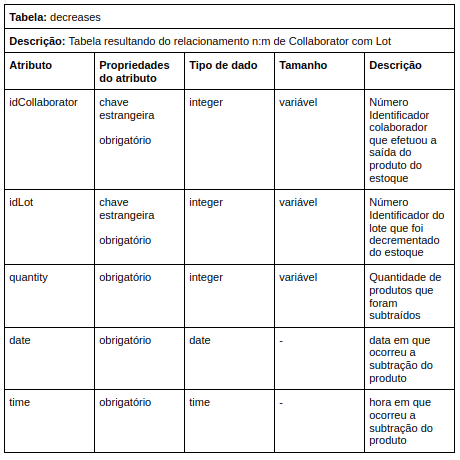 Tabela: decreases
Descrição: Tabela resultando do relacionamento n:m de Collaborator com Lot
Atributo
Propriedades
do atributo
Tipo de dado
Tamanho
Descrição
idCollaborator
chave
estrangeira
obrigatório
integer
variável
Número
Identificador
colaborador
que efetuou a
saída do
produto do
estoque
idLot
chave
estrangeira
obrigatório
integer
variável
Número
Identificador do
lote que foi
decrementado
do estoque
quantity
obrigatório
integer
variável
Quantidade de
produtos que
foram
subtraídos
date
obrigatório
date
-
data em que
ocorreu a
subtração do
produto
time
obrigatório
time
-
hora em que
ocorreu a
subtração do
produto